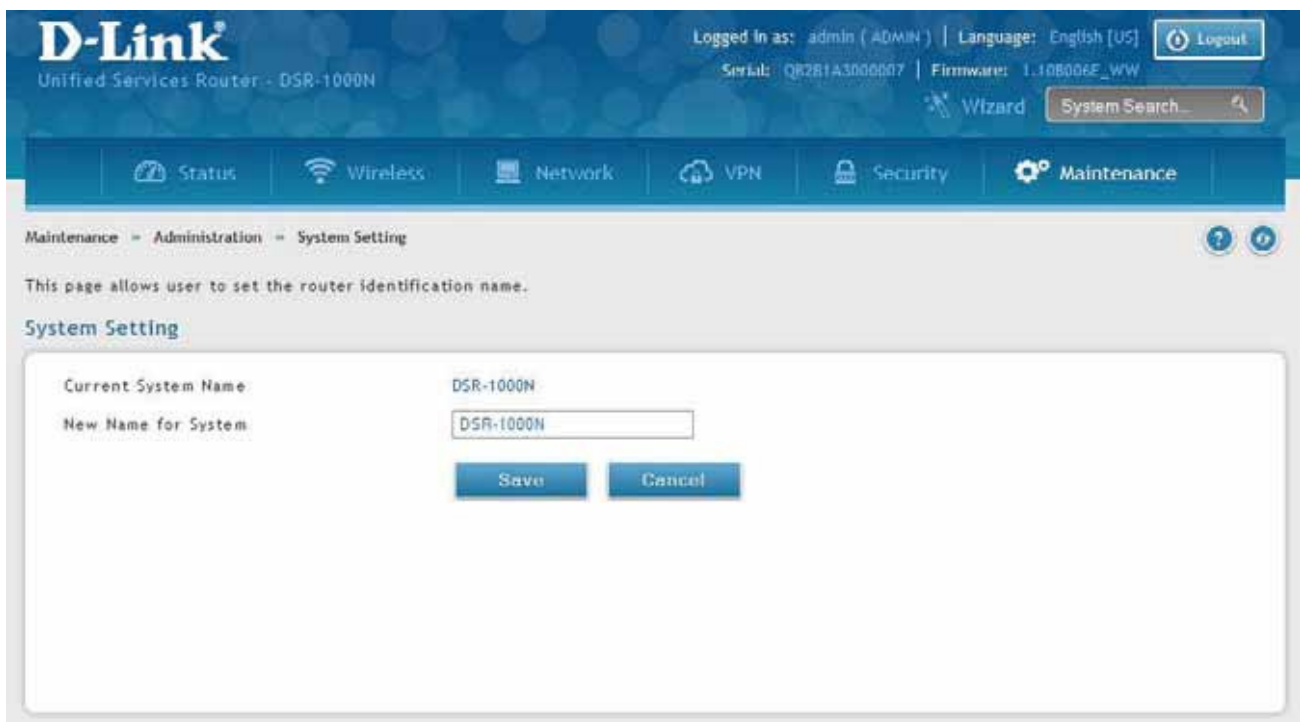 D-Link
Unified Services Router - DSR-1000N
Logged in as: admin ( ADMIN ) | Language: English [US]
Logout
Serial: QB2B1A3000007 | Firmware: 1.10B006E_WW
Wizard
System Search...
Status
Wireless
Network
VPN
Security
Maintenance
Maintenance » Administration » System Setting
This page allows user to set the router identification name.
System Setting
Current System Name DSR-1000N
New Name for System DSR-1000N
Save Cancel